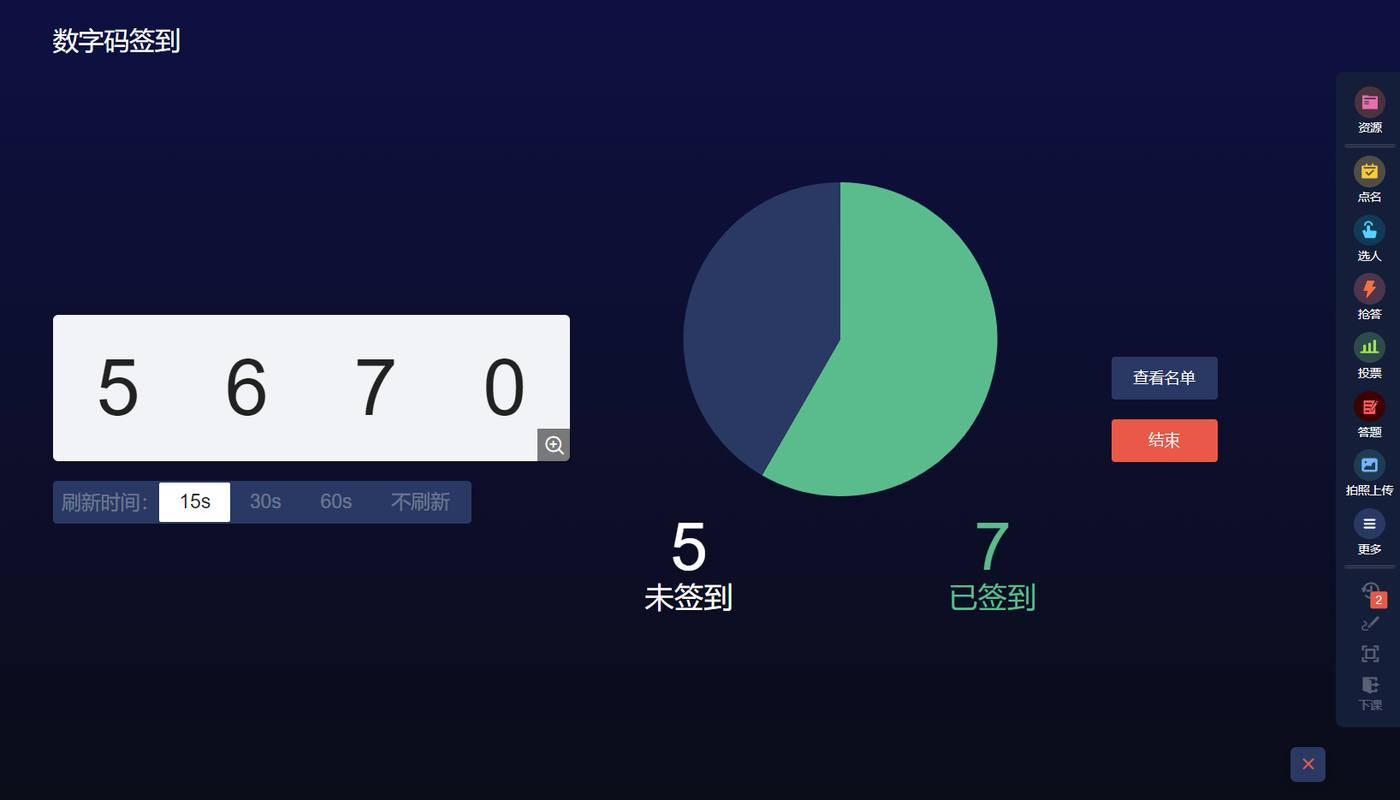 数字码签到
5 6 7 0
刷新时间: 15s 30s 60s 不刷新
5
未签到
7
已签到
查看名单
结束
资源
点名
选人
抢答
投票
答题
拍照上传
更多
2
下课